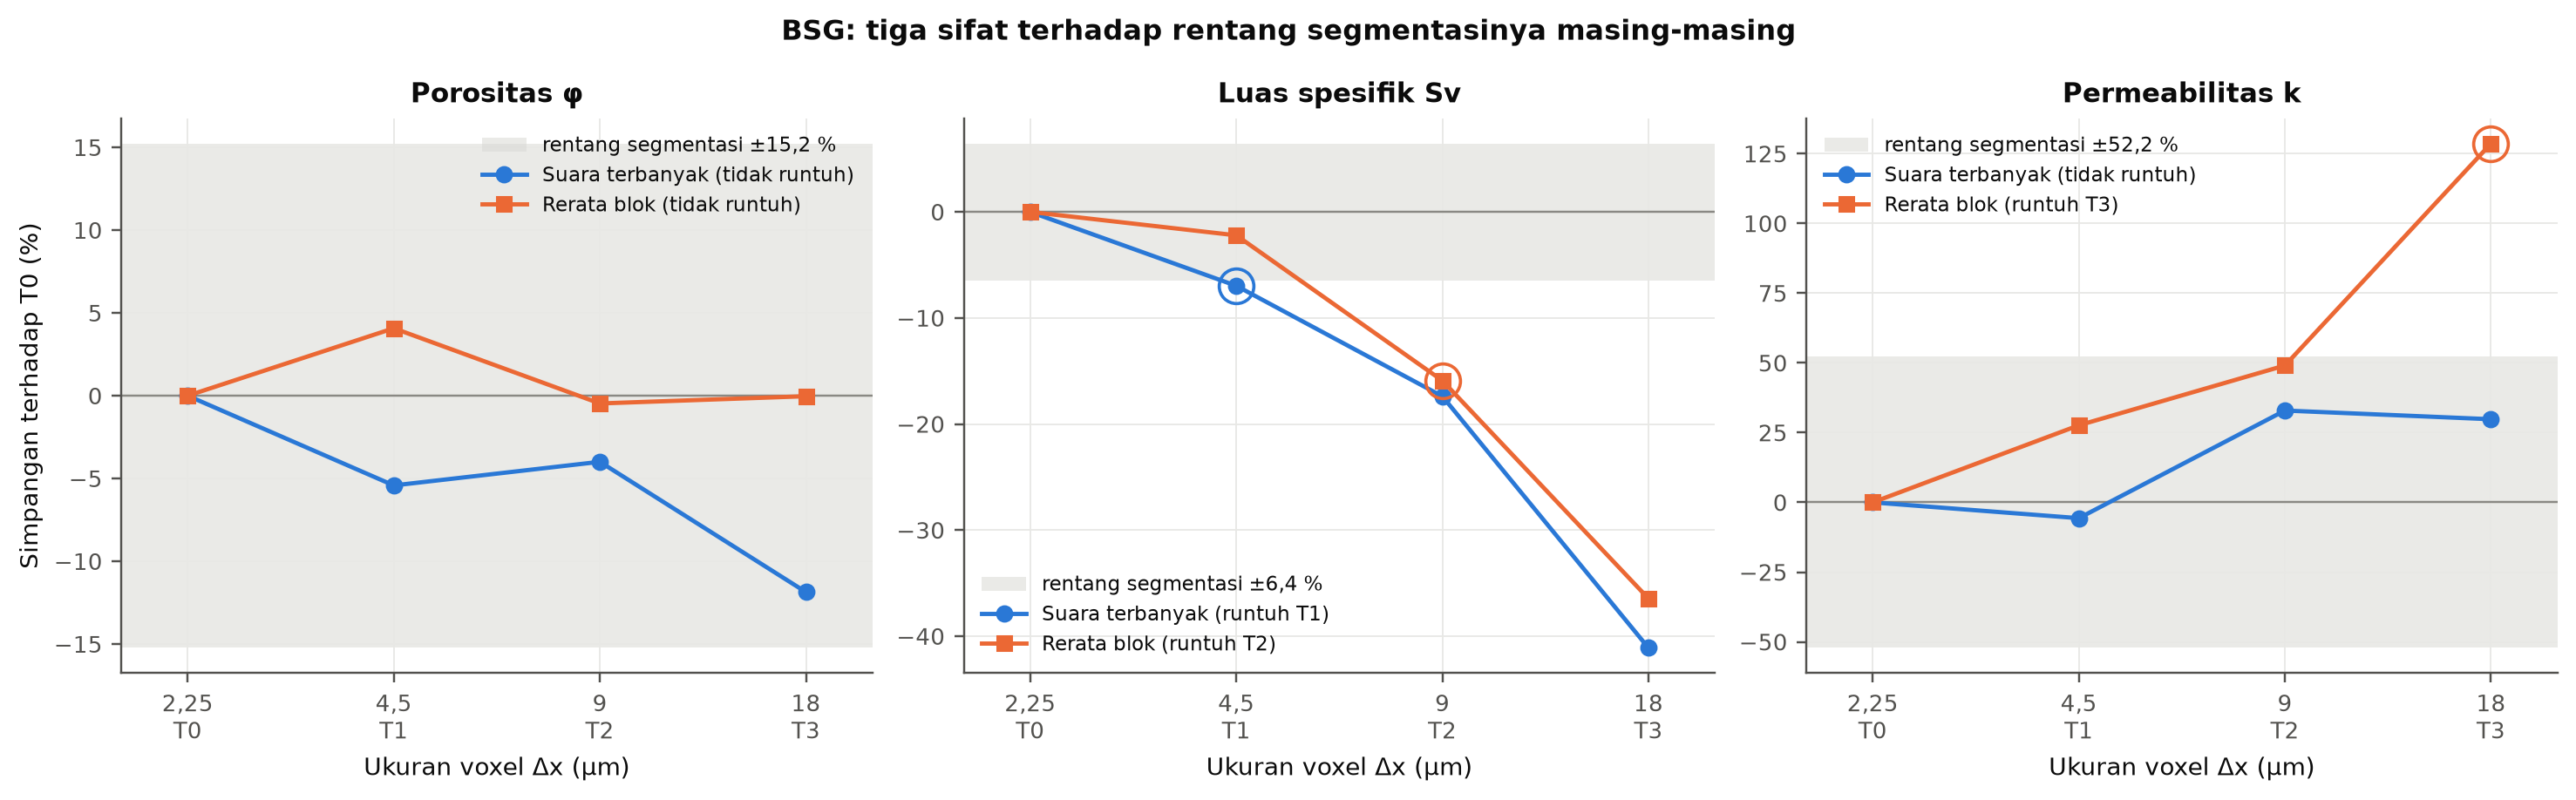 BSG: tiga sifat terhadap rentang segmentasinya masing-masing
Porositas φ
Simpangan terhadap T0 (%)
15
10
5
0
−5
−10
−15
rentang segmentasi ±15,2 %
Suara terbanyak (tidak runtuh)
Rerata blok (tidak runtuh)
2,25 4,5 9 18
T0 T1 T2 T3
Ukuran voxel Δx (μm)
Luas spesifik Sv
0
−10
−20
−30
−40
rentang segmentasi ±6,4 %
Suara terbanyak (runtuh T1)
Rerata blok (runtuh T2)
2,25 4,5 9 18
T0 T1 T2 T3
Ukuran voxel Δx (μm)
Permeabilitas k
125
100
75
50
25
0
−25
−50
rentang segmentasi ±52,2 %
Suara terbanyak (tidak runtuh)
Rerata blok (runtuh T3)
2,25 4,5 9 18
T0 T1 T2 T3
Ukuran voxel Δx (μm)